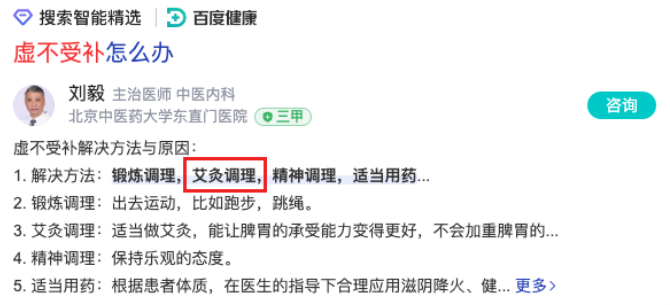 搜索智能精选 百度健康
虚不受补怎么办
刘毅 主治医师 中医内科
北京中医药大学东直门医院 三甲
咨询
虚不受补解决方法与原因:
1. 解决方法：锻炼调理，艾灸调理，精神调理，适当用药...
2. 锻炼调理：出去运动，比如跑步，跳绳。
3. 艾灸调理：适当做艾灸，能让脾胃的承受能力变得更好，不会加重脾胃的...
4. 精神调理：保持乐观的态度。
5. 适当用药：根据患者体质，在医生的指导下合理应用滋阴降火、健... 更多>